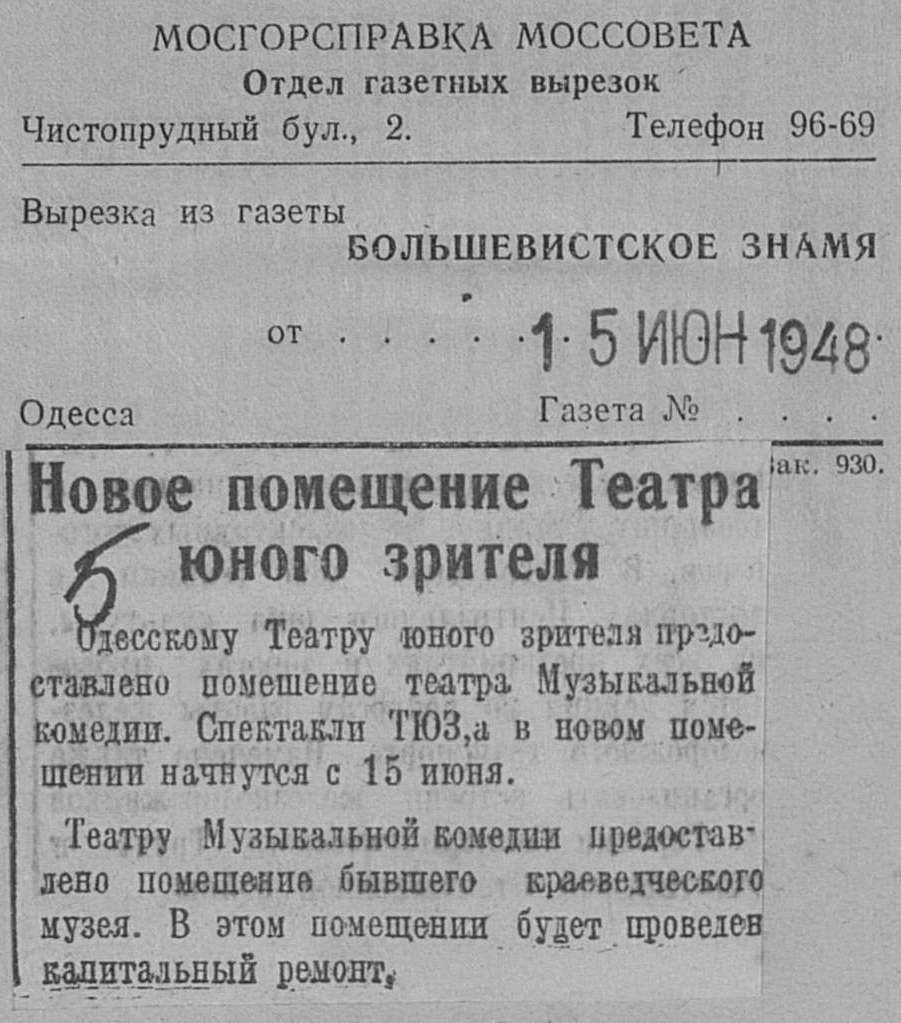 МОСГОРСПРАВКА МОССОВЕТА
Отдел газетных вырезок
Чистопрудный бул., 2. Телефон 96-69
Вырезка из газеты
БОЛЬШЕВИСТСКОЕ ЗНАМЯ
от . . . . . 15 ИЮН 1948
Одесса Газета № . . . .
Зак. 930.
Новое помещение Театра
юного зрителя
5
Одесскому Театру юного зрителя предо-
ставлено помешение театра Музыкальной
комедии. Спектакли ТЮЗ,а в новом поме-
щении начнутся с 15 июня.
Театру Музыкальной комедии предостав-
лено помещение бывшего краеведческого
музея. В этом помещении будет проведен
капитальный ремонт.